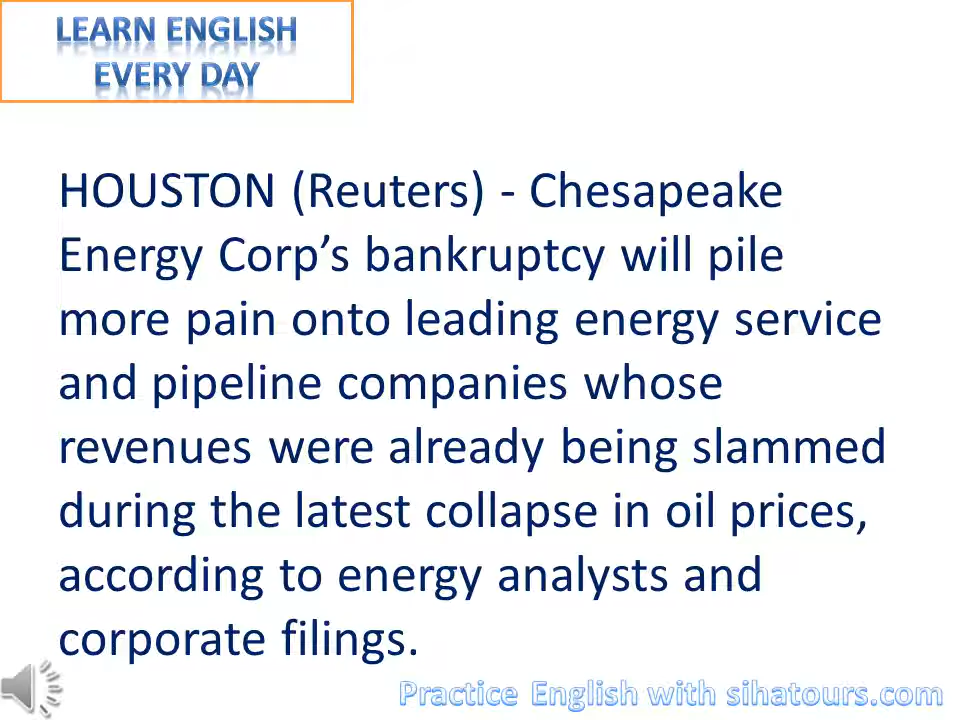 LEARN ENGLISH
EVERY DAY
HOUSTON (Reuters) - Chesapeake
Energy Corp’s bankruptcy will pile
more pain onto leading energy service
and pipeline companies whose
revenues were already being slammed
during the latest collapse in oil prices,
according to energy analysts and
corporate filings.
Practice English with sihatours.com